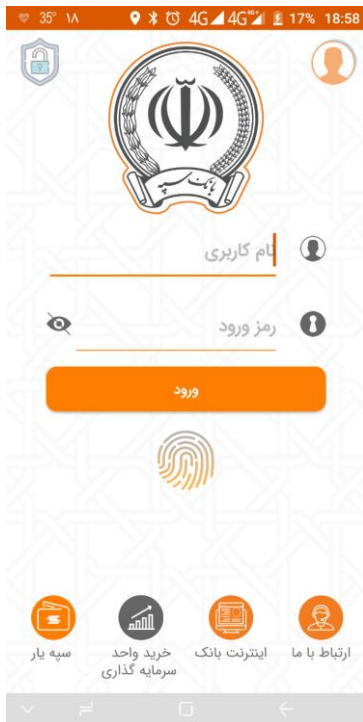 35° ۱۸ 4G 4G 4G+ 17% 18:58
بانک سپه
نام کاربری
رمز ورود
ورود
ارتباط با ما
اینترنت بانک
خرید واحد
سرمایه گذاری
سپه یار